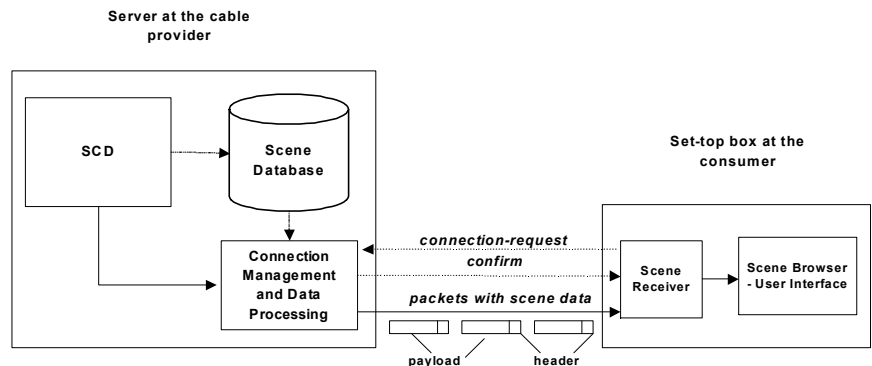 Server at the cable
provider
SCD
Scene
Database
Set-top box at the
consumer
connection-request
confirm
Connection
Management
and Data
Processing
Scene
Receiver
Scene Browser
- User Interface
packets with scene data
payload
header